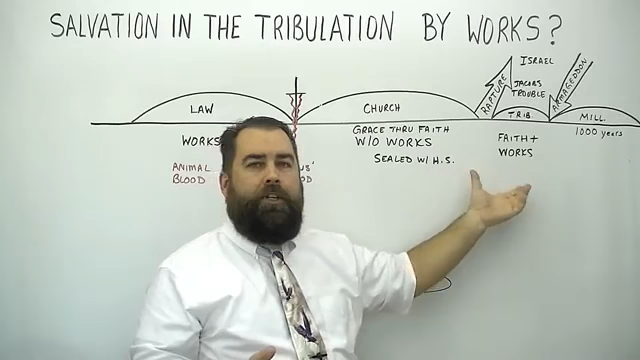 SALVATION IN THE TRIBULATION BY WORKS?
ISRAEL
JACOBS
TROUBLE
RAPTURE
ARMAGEDDON
LAW
CHURCH
TRIB
MILL.
1000 years
WORKS
GRACE THRU FAITH
W/O WORKS
SEALED W/ H.S.
FAITH +
WORKS
ANIMAL
BLOOD